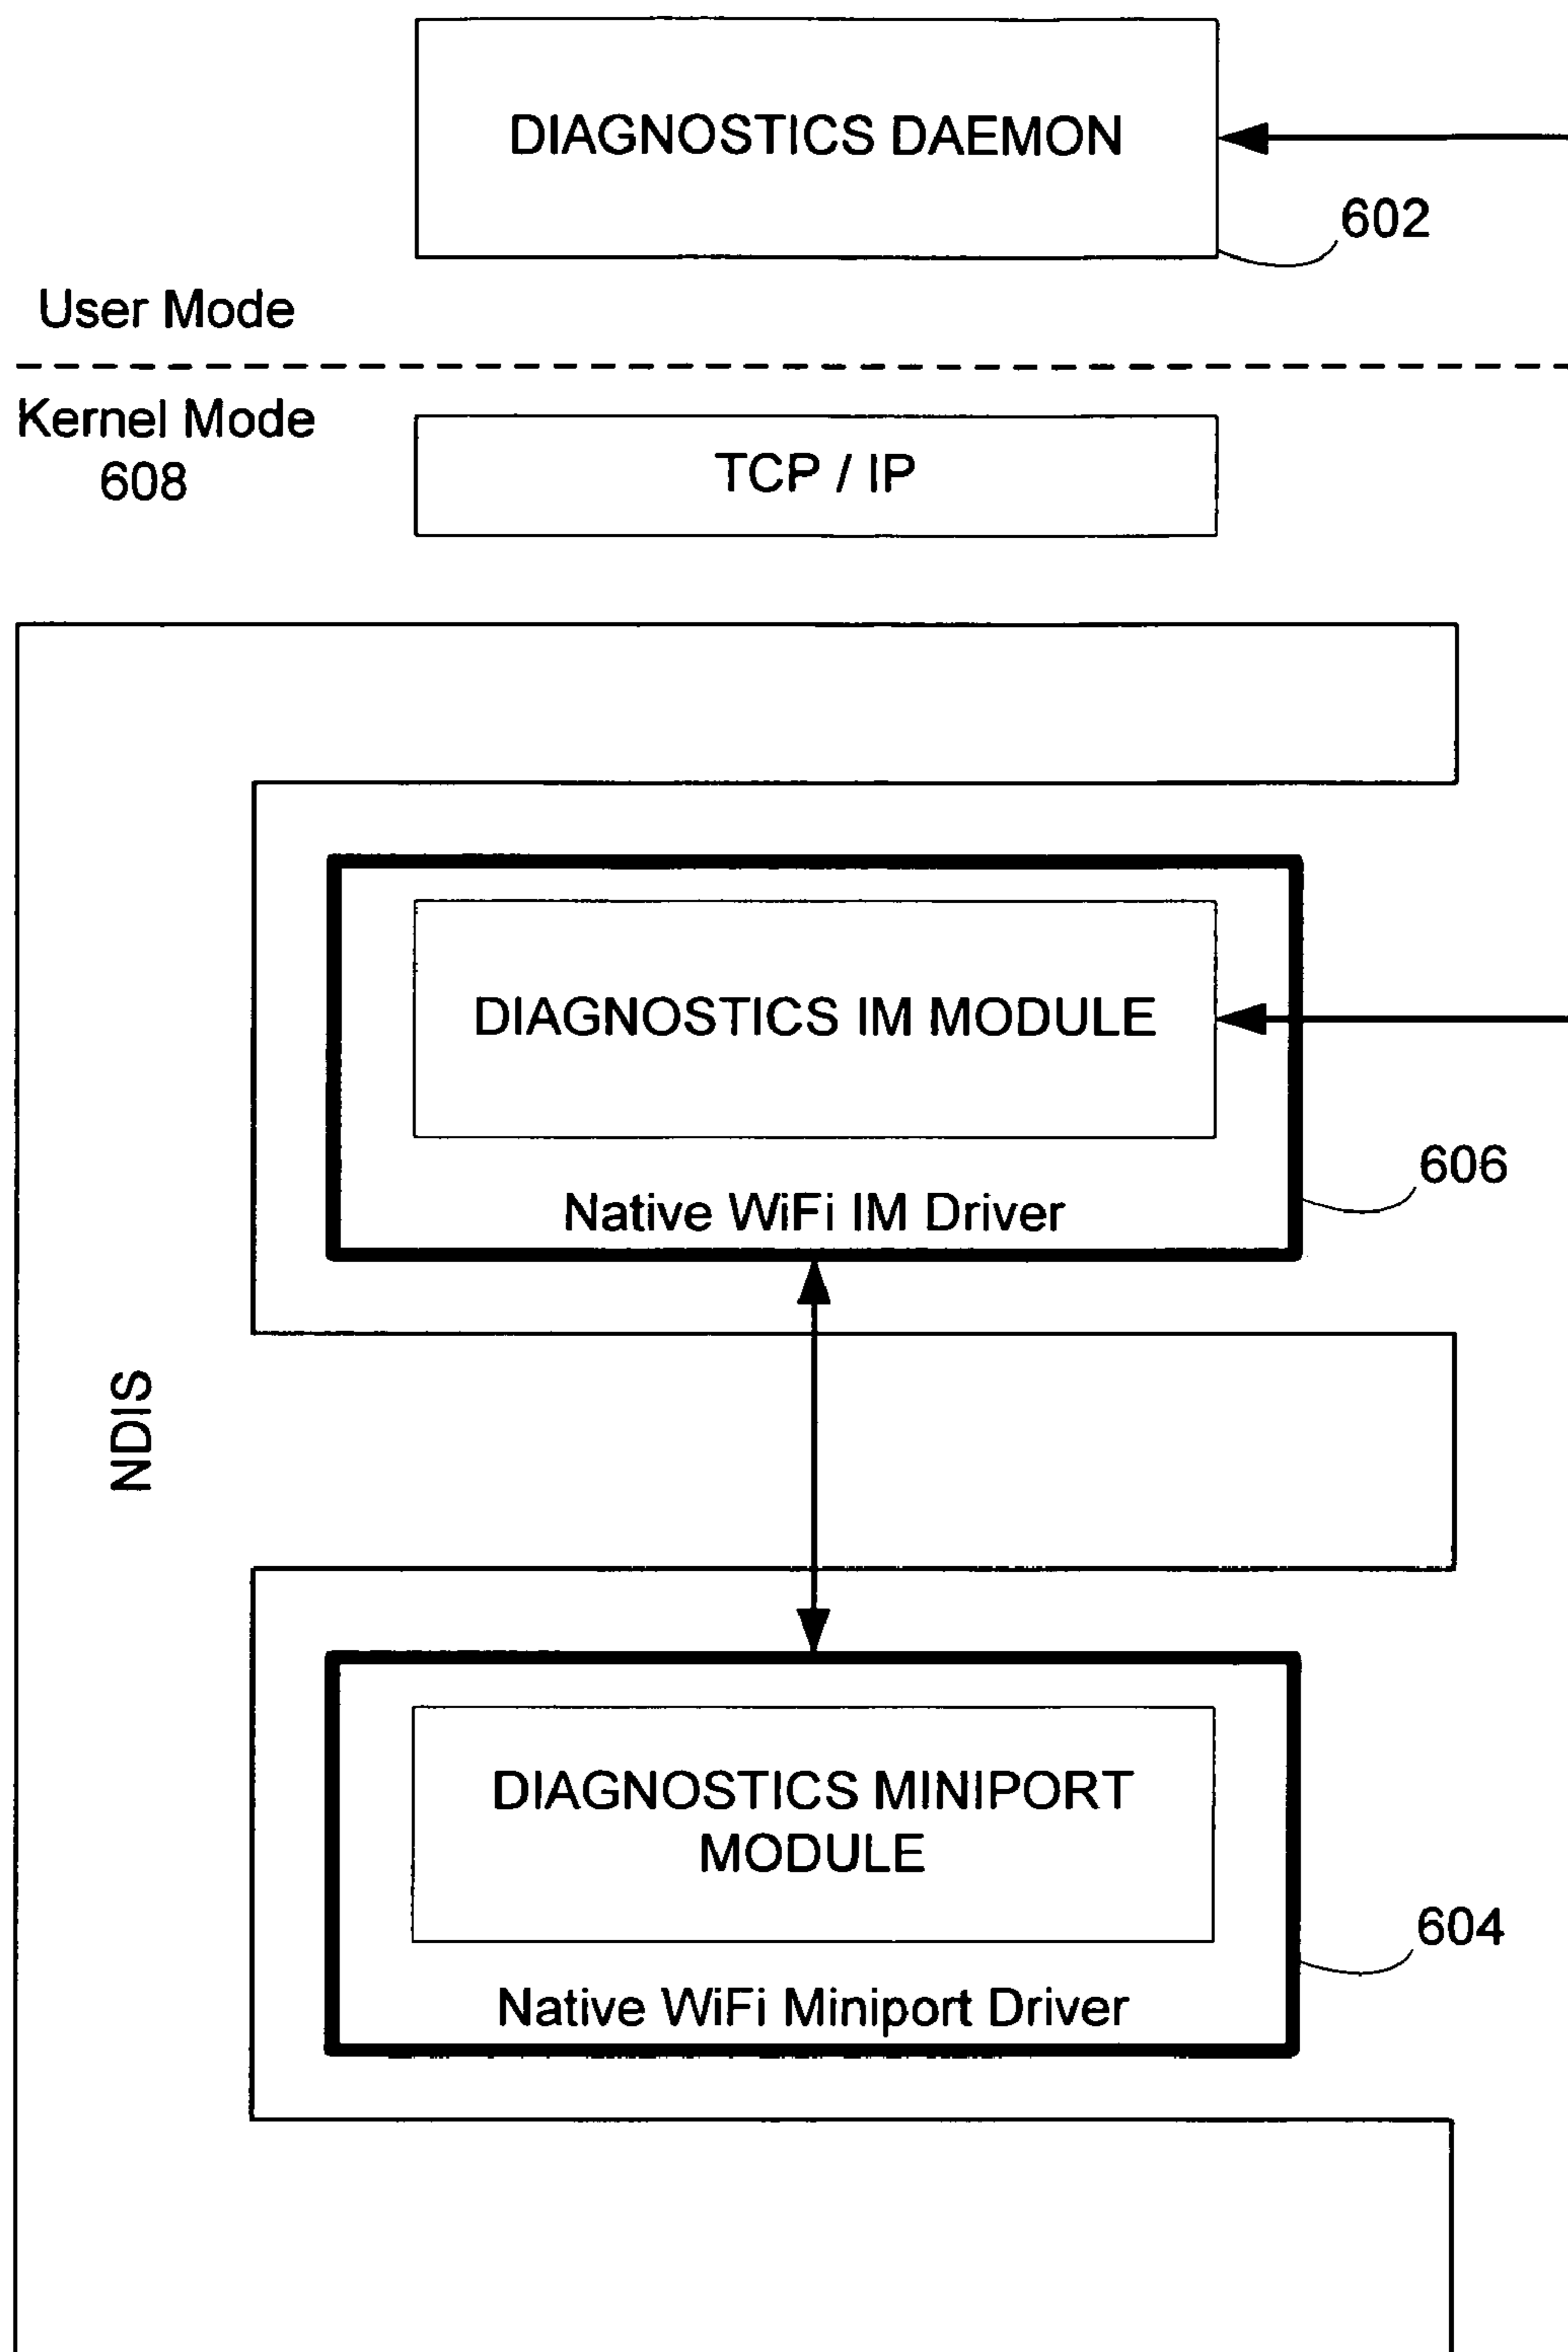 DIAGNOSTICS DAEMON
602
User Mode
Kernel Mode
608
TCP / IP
DIAGNOSTICS IM MODULE
606
Native WiFi IM Driver
NDIS
DIAGNOSTICS MINIPORT
MODULE
604
Native WiFi Miniport Driver